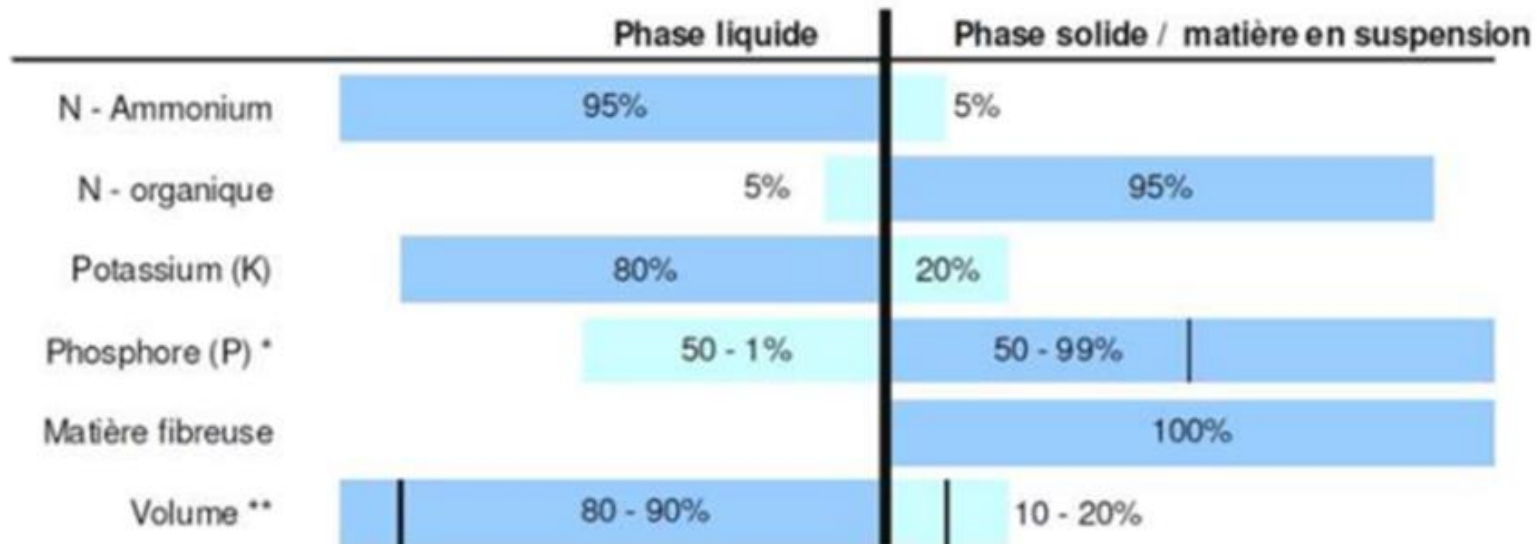 Phase liquide Phase solide / matière en suspension
N - Ammonium 95% 5%
N - organique 5% 95%
Potassium (K) 80% 20%
Phosphore (P) * 50 - 1% 50 - 99%
Matière fibreuse 100%
Volume ** 80 - 90% 10 - 20%